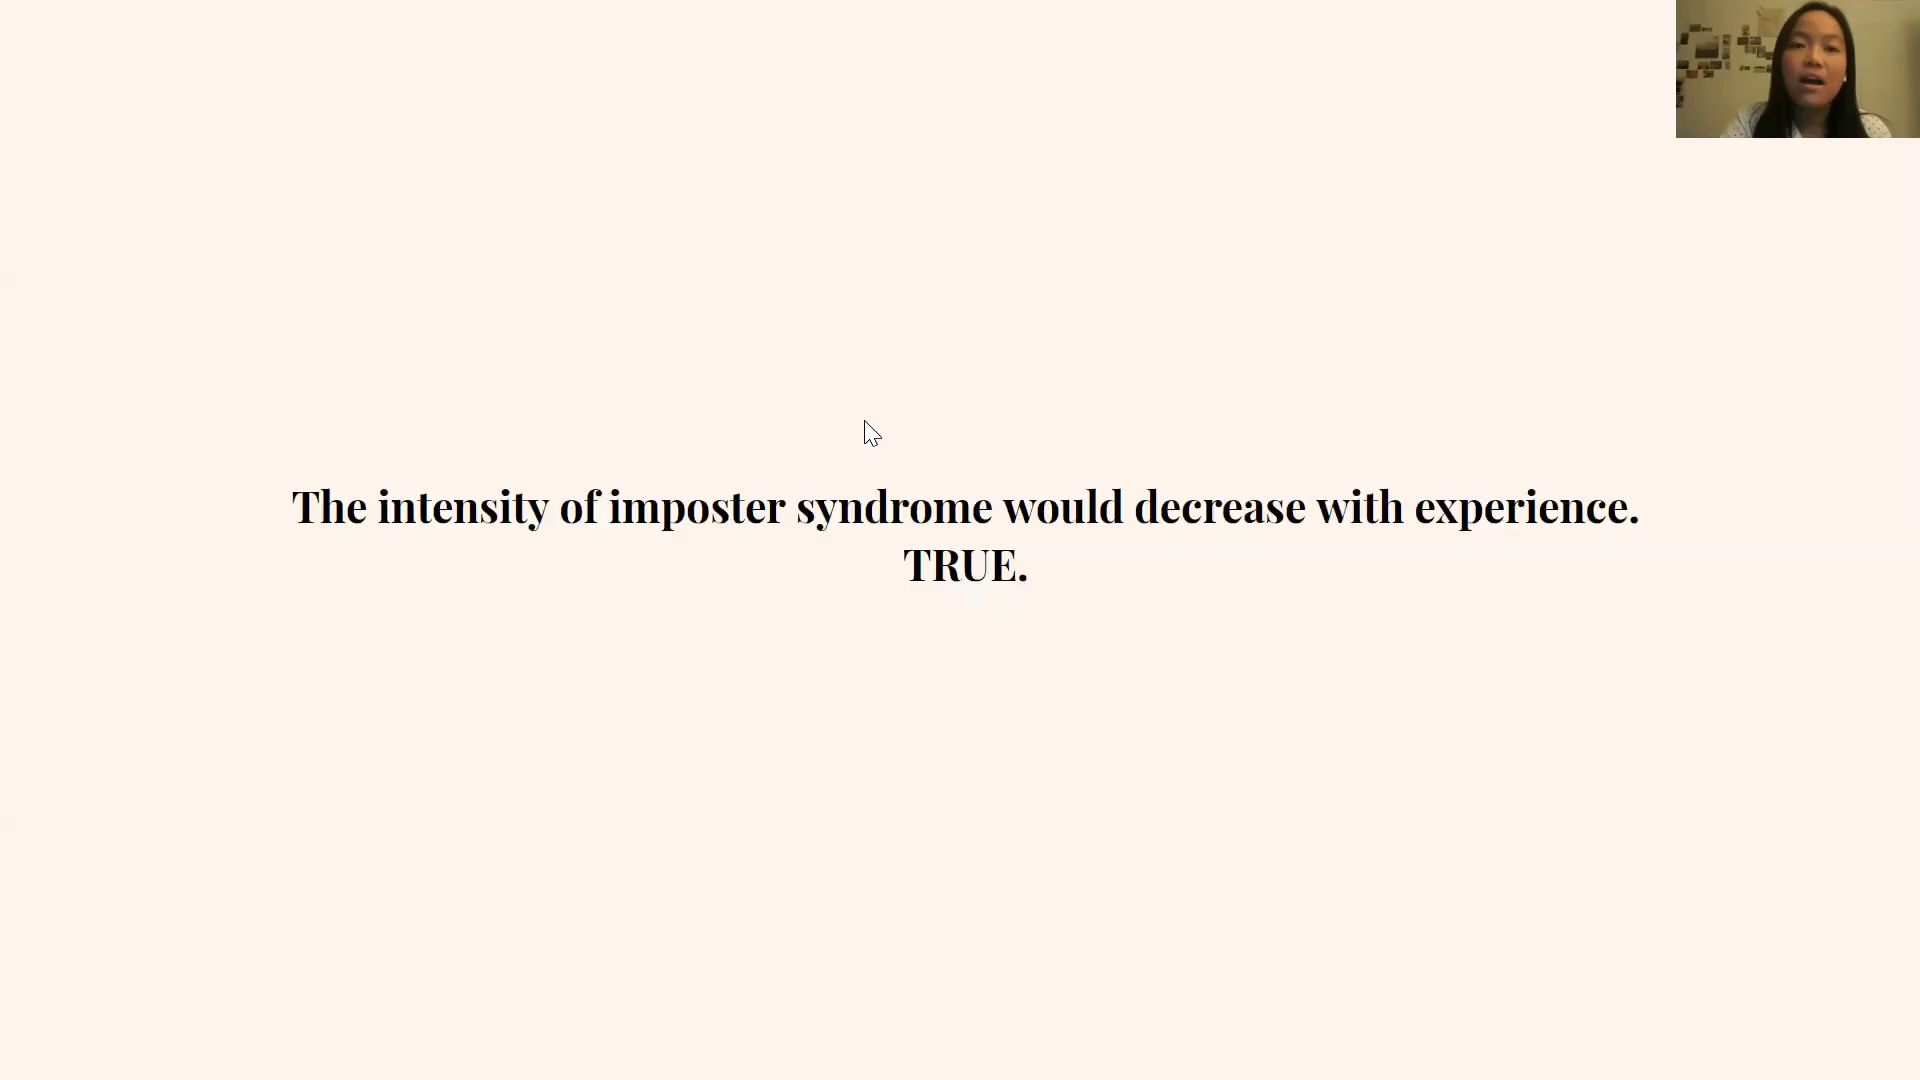 The intensity of imposter syndrome would decrease with experience.
TRUE.